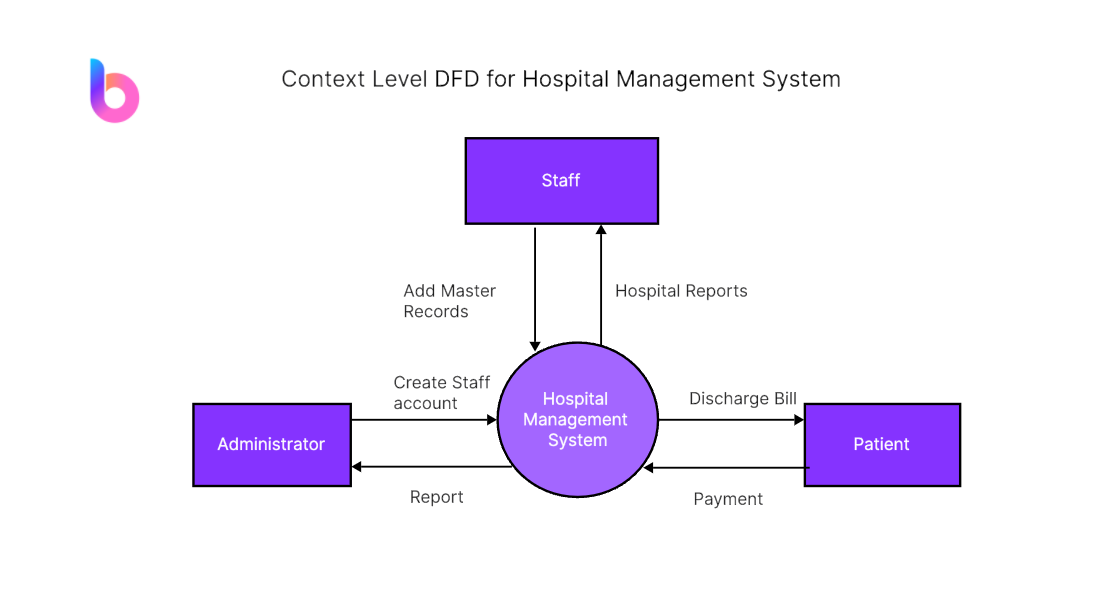 Context Level DFD for Hospital Management System
Staff
Add Master
Records
Hospital Reports
Create Staff
account
Hospital
Management
System
Discharge Bill
Administrator
Patient
Report
Payment